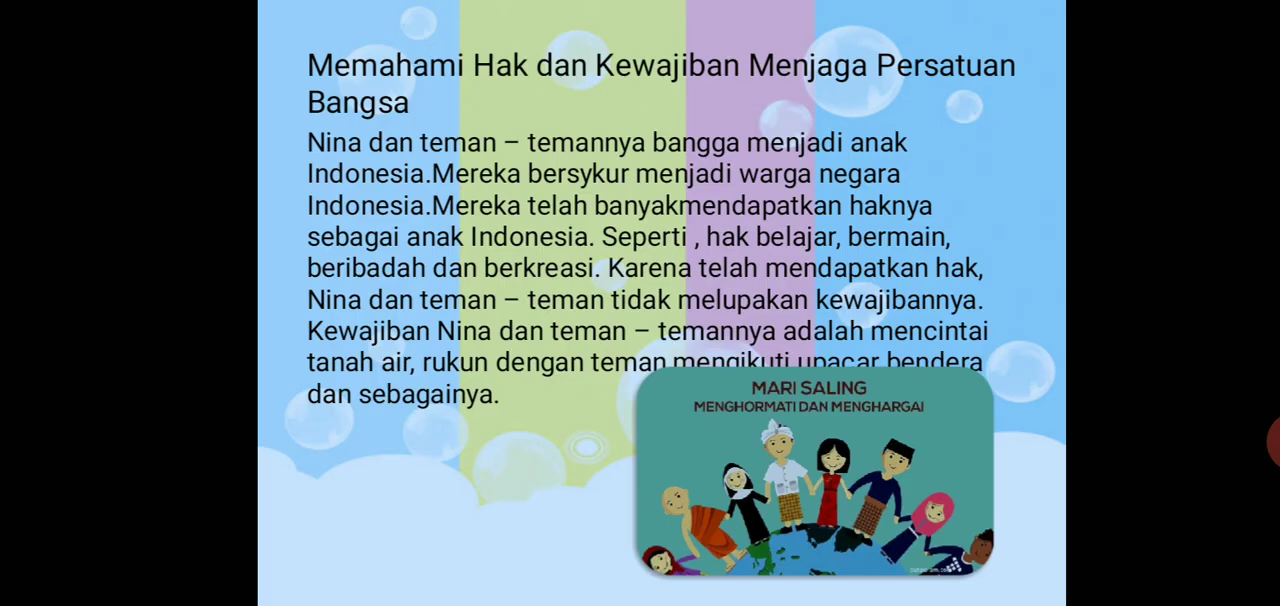 Memahami Hak dan Kewajiban Menjaga Persatuan
Bangsa
Nina dan teman – temannya bangga menjadi anak
Indonesia.Mereka bersykur menjadi warga negara
Indonesia.Mereka telah banyakmendapatkan haknya
sebagai anak Indonesia. Seperti , hak belajar, bermain,
beribadah dan berkreasi. Karena telah mendapatkan hak,
Nina dan teman – teman tidak melupakan kewajibannya.
Kewajiban Nina dan teman – temannya adalah mencintai
tanah air, rukun dengan teman mengikuti upacar bendera
dan sebagainya.
MARI SALING
MENGHORMATI DAN MENGHARGAI